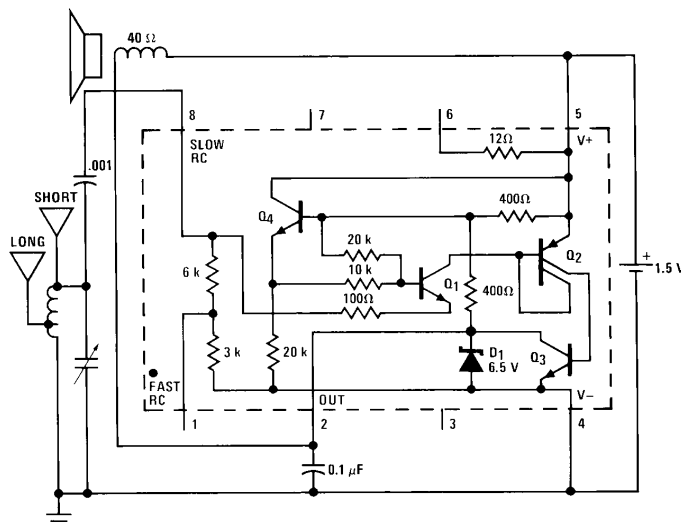 40 Ω
8
7
6
5
SLOW
RC
12Ω
V+
.001
SHORT
LONG
Q4
400Ω
20 k
Q2
6 k
10 k
Q1
400Ω
100Ω
+
1.5 V
3 k
20 k
D1
6.5 V
Q3
FAST
RC
OUT
V−
1
2
3
4
0.1 µF